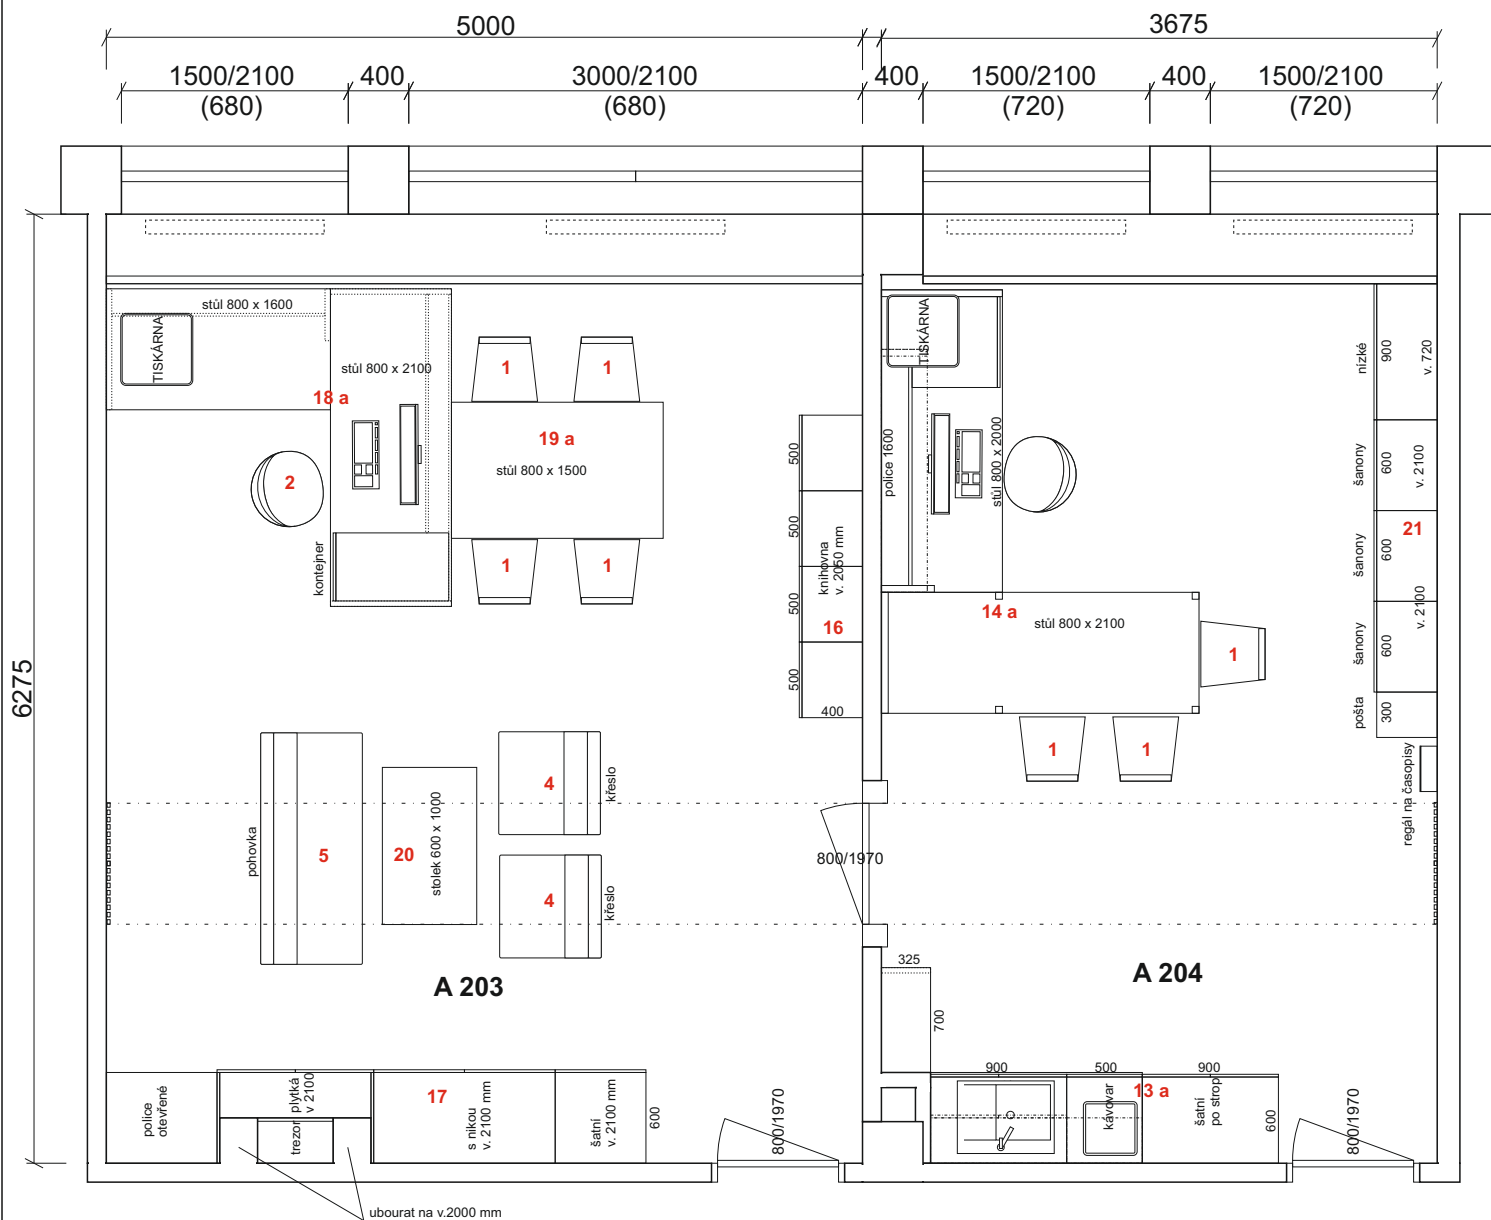 5000
3675
1500/2100
(680)
400
3000/2100
(680)
400
1500/2100
(720)
400
1500/2100
(720)
6275
stůl 800 x 1600
TISKÁRNA
stůl 800 x 2100
18 a
2
kontejner
1
1
19 a
stůl 800 x 1500
1
1
500
500
500
500
knihovna
v. 2050 mm
16
400
TISKÁRNA
police 1600
stůl 800 x 2000
14 a
stůl 800 x 2100
1
1
1
nízké
900
v. 720
šanony
600
v. 2100
šanony
600
21
šanony
600
v. 2100
pošta
300
regál na časopisy
pohovka
5
20
stolek 600 x 1000
4
křeslo
4
křeslo
800/1970
A 203
A 204
325
700
police
otevřené
plytká
v 2100
trezor
17
s nikou
v. 2100 mm
šatní
v. 2100 mm
600
800/1970
900
500
900
kávovar
13 a
šatní
po strop
600
800/1970
ubourat na v.2000 mm